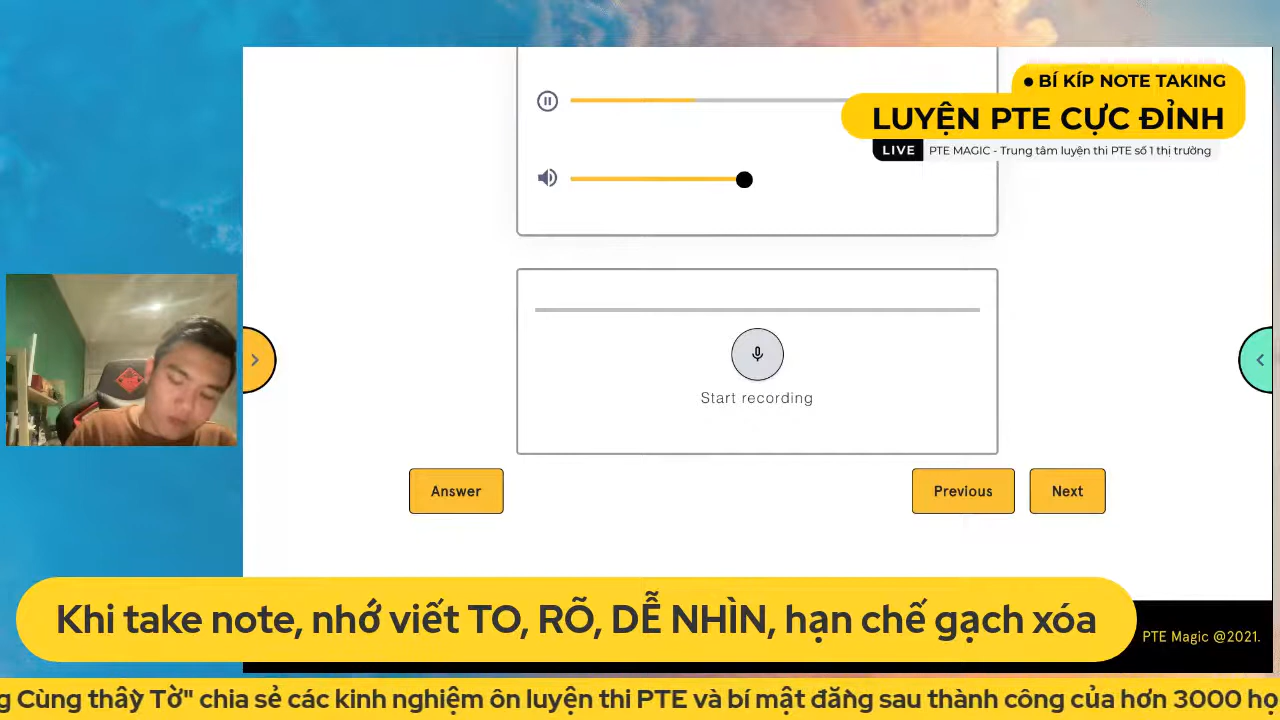 BÍ KÍP NOTE TAKING
LUYỆN PTE CỰC ĐỈNH
LIVE PTE MAGIC - Trung tâm luyện thi PTE số 1 thị trường
Start recording
Answer
Previous
Next
Khi take note, nhớ viết TO, RÕ, DỄ NHÌN, hạn chế gạch xóa
PTE Magic @2021.
Cùng thầy Tờ" chia sẻ các kinh nghiệm ôn luyện thi PTE và bí mật đằng sau thành công của hơn 3000